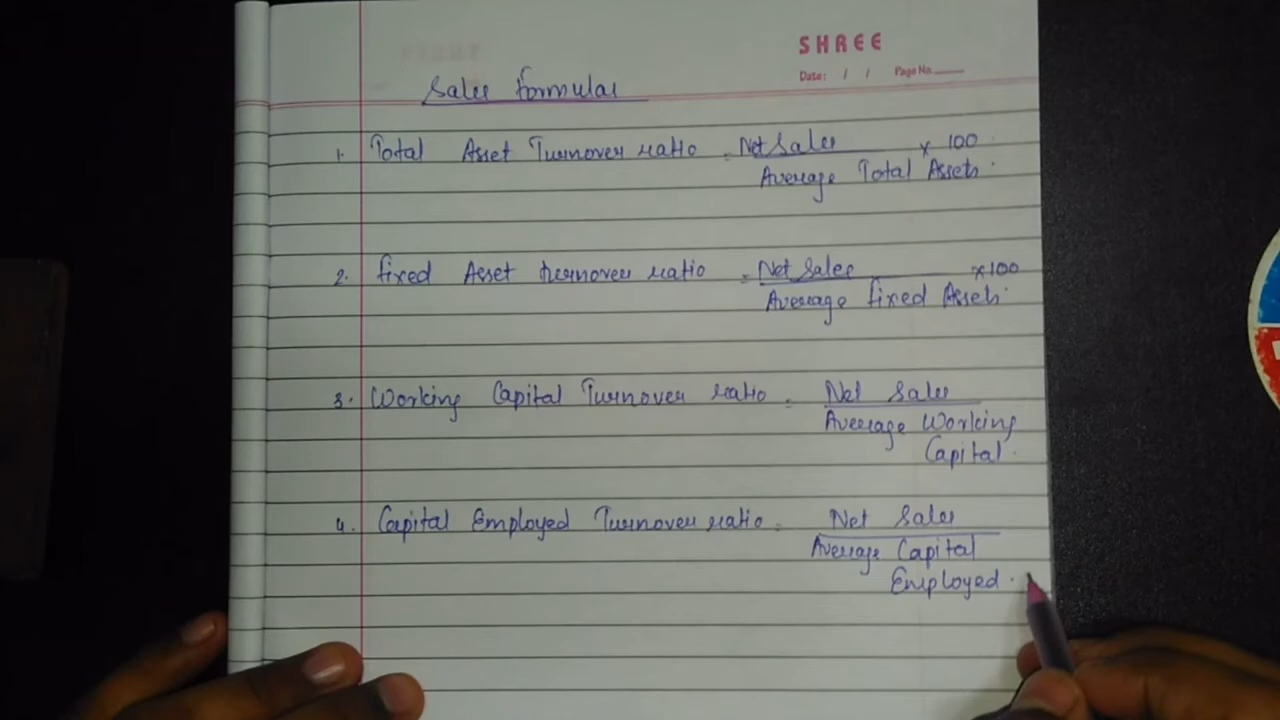 SHREE
Date: / / Page No.
Sales formulas
1. Total Asset Turnover ratio = Net Sales x 100
Average Total Assets.
2. fixed Asset turnover ratio = Net Sales x100
Average fixed Assets.
3. Working Capital Turnover ratio = Net Sales
Average Working
Capital.
4. Capital Employed Turnover ratio = Net Sales
Average Capital
Employed.